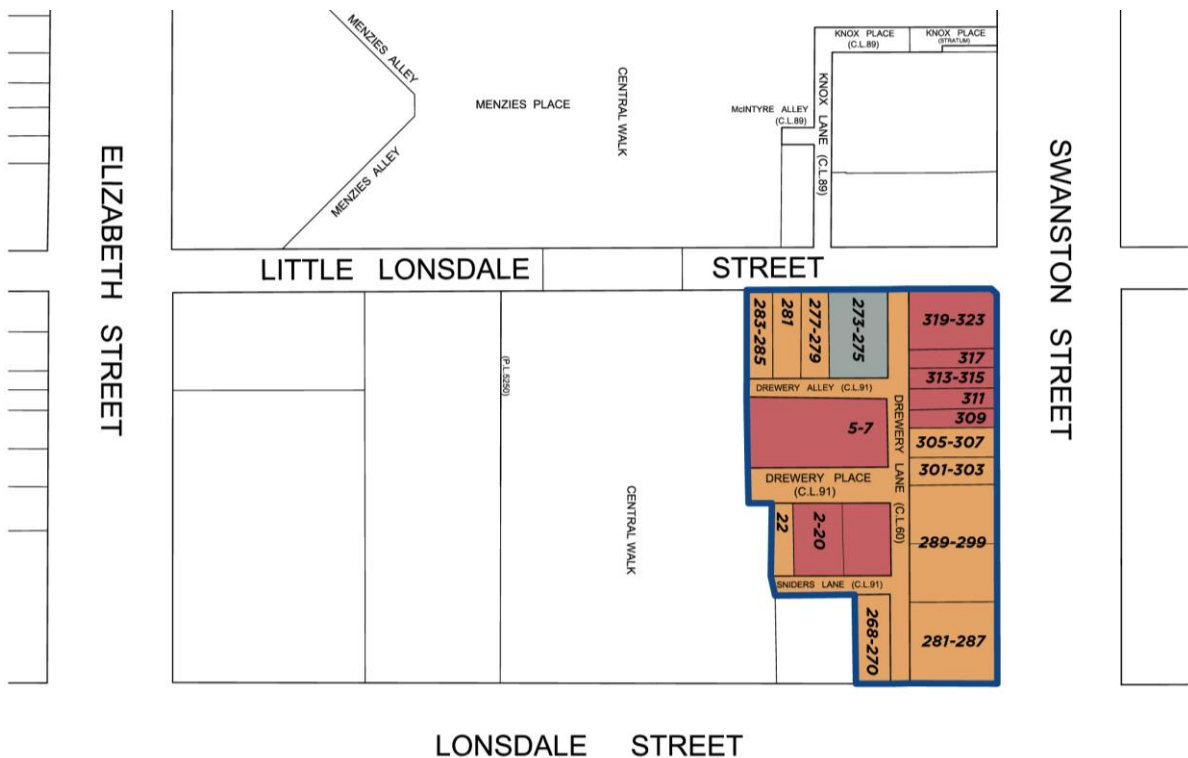 MENZIES ALLEY
MENZIES PLACE
CENTRAL WALK
KNOX PLACE
(C.L.89)
KNOX PLACE
(STRATUM)
McINTYRE ALLEY
(C.L.89)
KNOX LANE (C.L.89)
MENZIES ALLEY
ELIZABETH STREET
SWANSTON STREET
LITTLE LONSDALE STREET
283-285
281
277-279
273-275
319-323
317
313-315
311
309
305-307
301-303
289-299
281-287
(P.L.5250)
DREWERY ALLEY (C.L.91)
DREWERY LANE (C.L.60)
5-7
DREWERY PLACE
(C.L.91)
CENTRAL WALK
22
2-20
SNIDERS LANE (C.L.91)
268-270
LONSDALE STREET